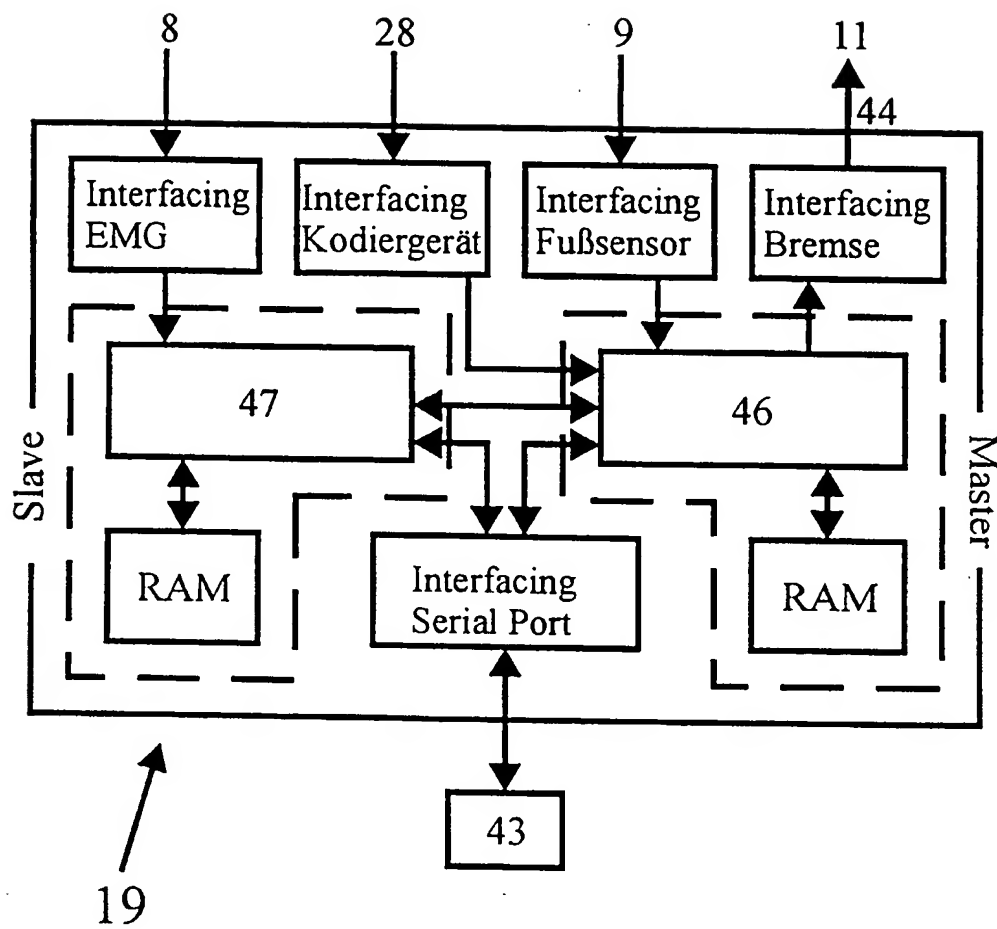 8
28
9
11
44
Interfacing
EMG
Interfacing
Kodiergerät
Interfacing
Fußsensor
Interfacing
Bremse
Slave
47
46
Master
RAM
Interfacing
Serial Port
RAM
43
19